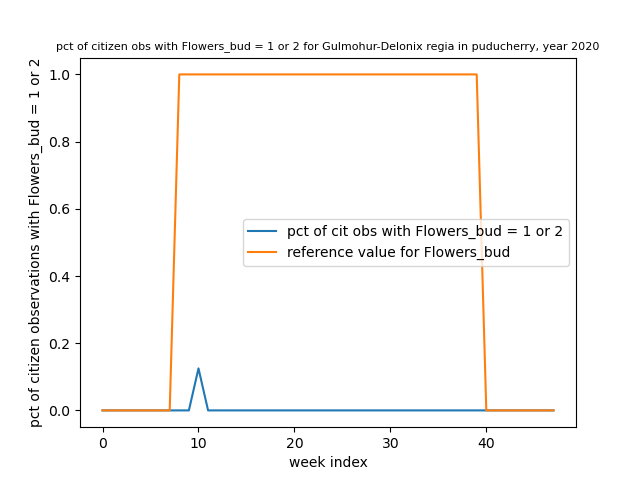 pct of citizen obs with Flowers_bud = 1 or 2 for Gulmohur-Delonix regia in puducherry, year 2020
pct of citizen observations with Flowers_bud = 1 or 2
1.0
0.8
0.6
0.4
0.2
0.0
pct of cit obs with Flowers_bud = 1 or 2
reference value for Flowers_bud
0 10 20 30 40
week index